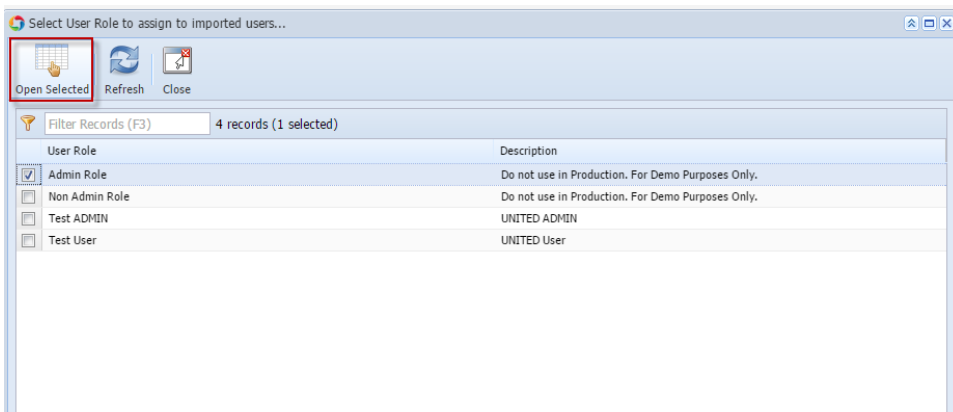 Select User Role to assign to imported users...
Open Selected Refresh Close
Filter Records (F3) 4 records (1 selected)
User Role Description
Admin Role Do not use in Production. For Demo Purposes Only.
Non Admin Role Do not use in Production. For Demo Purposes Only.
Test ADMIN UNITED ADMIN
Test User UNITED User